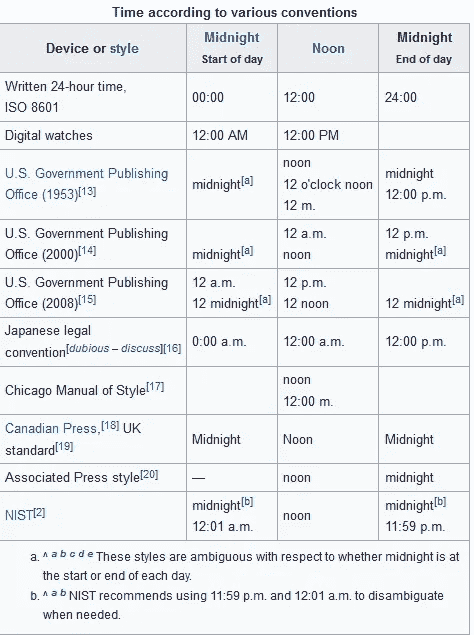 Time according to various conventions
Device or style
Midnight
Start of day
Noon
Midnight
End of day
Written 24-hour time,
ISO 8601
00:00
12:00
24:00
Digital watches
12:00 AM
12:00 PM
U.S. Government Publishing
Office (1953)[13]
midnight[a]
noon
12 o'clock noon
12 m.
midnight
12:00 p.m.
U.S. Government Publishing
Office (2000)[14]
midnight[a]
12 a.m.
noon
12 p.m.
midnight[a]
U.S. Government Publishing
Office (2008)[15]
12 a.m.
12 midnight[a]
12 p.m.
12 noon
12 midnight[a]
Japanese legal
convention[dubious – discuss][16]
0:00 a.m.
12:00 a.m.
12:00 p.m.
Chicago Manual of Style[17]
noon
12:00 m.
Canadian Press,[18] UK
standard[19]
Midnight
Noon
Midnight
Associated Press style[20]
—
noon
midnight
NIST[2]
midnight[b]
12:01 a.m.
noon
midnight[b]
11:59 p.m.
a. ^ a b c d e These styles are ambiguous with respect to whether midnight is at
the start or end of each day.
b. ^ a b NIST recommends using 11:59 p.m. and 12:01 a.m. to disambiguate
when needed.